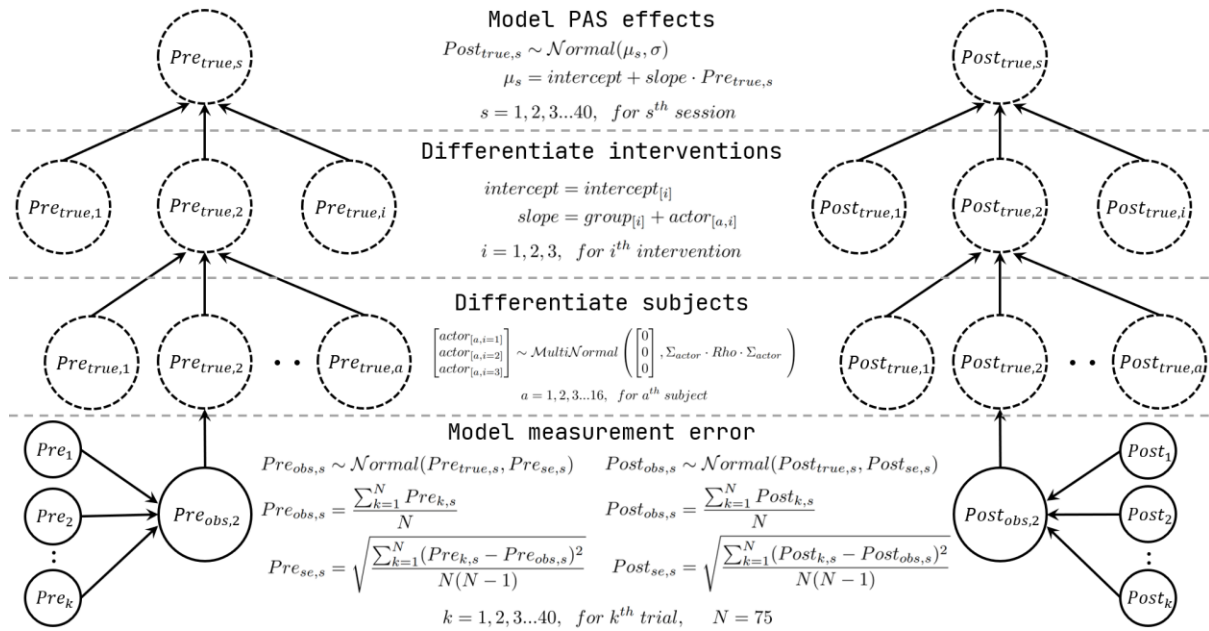 Model PAS effects
Pre_{true,s}
Post_{true,s} ∼ Normal(μ_s, σ)
μ_s = intercept + slope · Pre_{true,s}
s = 1, 2, 3...40, for s^{th} session
Post_{true,s}
Differentiate interventions
Pre_{true,1} Pre_{true,2} Pre_{true,i}
intercept = intercept_{[i]}
slope = group_{[i]} + actor_{[a,i]}
i = 1, 2, 3, for i^{th} intervention
Post_{true,1} Post_{true,2} Post_{true,i}
Differentiate subjects
Pre_{true,1} Pre_{true,2} · · Pre_{true,a}
[actor_{[a,i=1]} actor_{[a,i=2]} actor_{[a,i=3]}] ∼ MultiNormal ([0 0 0], Σ_{actor} · Rho · Σ_{actor})
a = 1, 2, 3...16, for a^{th} subject
Post_{true,1} Post_{true,2} · · Post_{true,a}
Model measurement error
Pre_1
Pre_2
:
Pre_k
Pre_{obs,2}
Pre_{obs,s} ∼ Normal(Pre_{true,s}, Pre_{se,s}) Post_{obs,s} ∼ Normal(Post_{true,s}, Post_{se,s})
Pre_{obs,s} = \frac{∑_{k=1}^{N} Pre_{k,s}}{N} Post_{obs,s} = \frac{∑_{k=1}^{N} Post_{k,s}}{N}
Pre_{se,s} = \sqrt{\frac{∑_{k=1}^{N} (Pre_{k,s} − Pre_{obs,s})^2}{N(N − 1)}} Post_{se,s} = \sqrt{\frac{∑_{k=1}^{N} (Post_{k,s} − Post_{obs,s})^2}{N(N − 1)}}
k = 1, 2, 3...40, for k^{th} trial, N = 75
Post_{obs,2}
Post_1
Post_2
:
Post_k